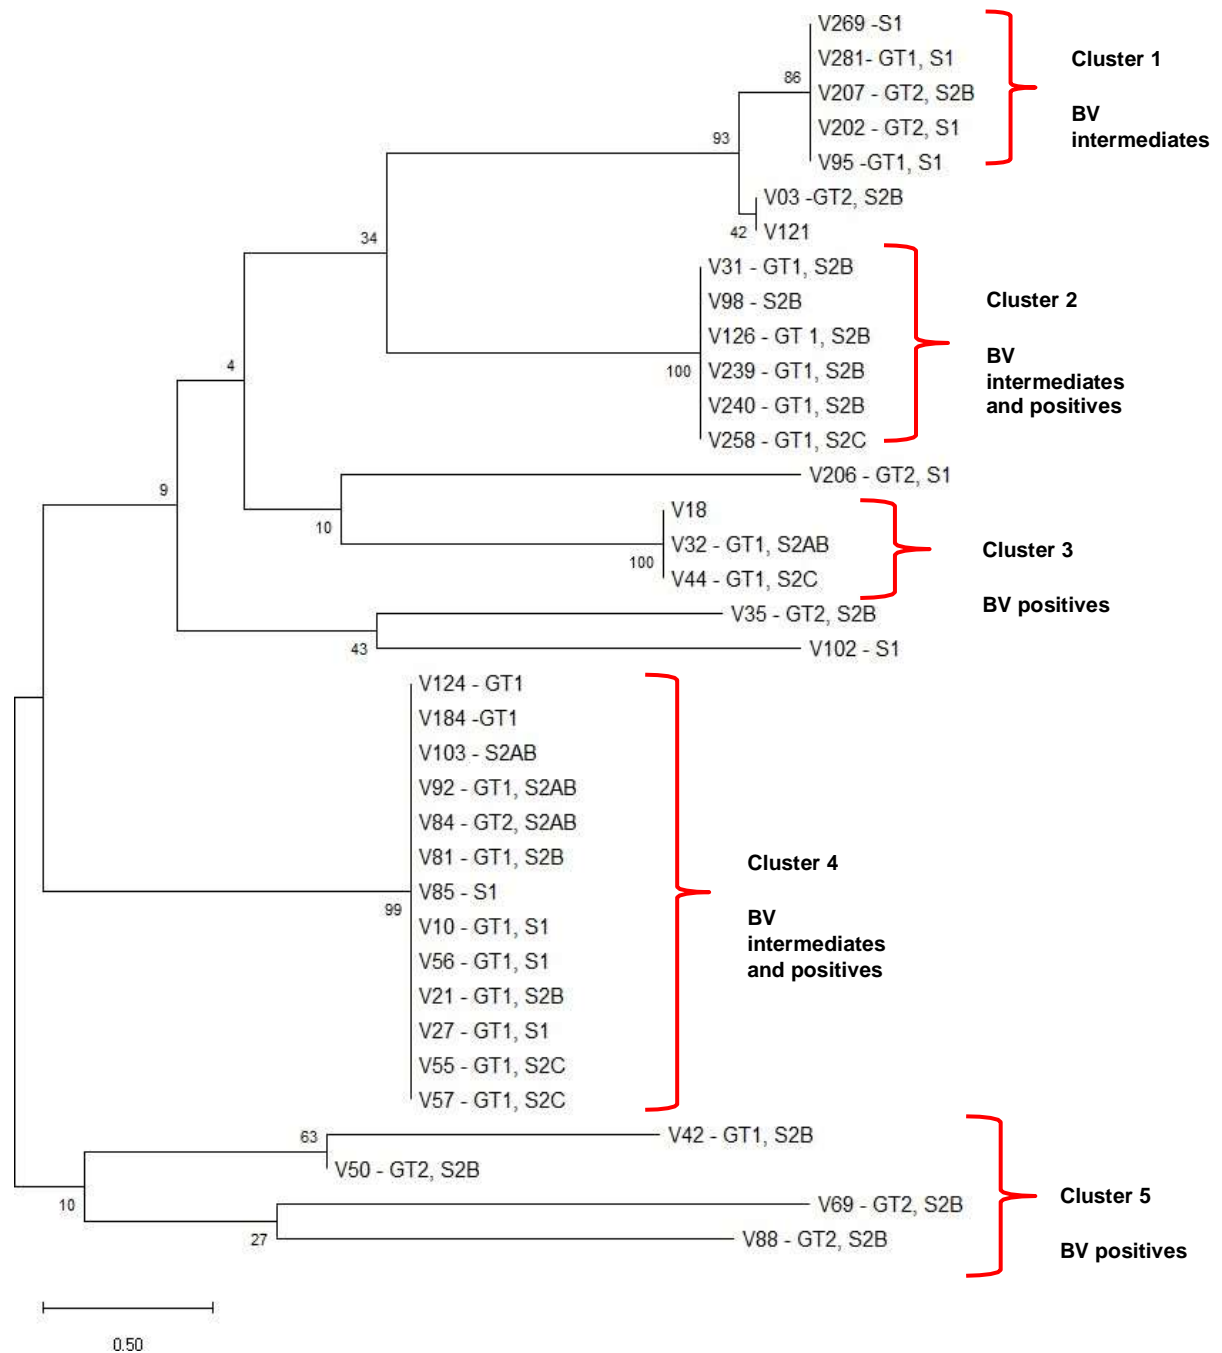 V269 -S1
V281- GT1, S1
Cluster 1
86
V207 - GT2, S2B
BV
intermediates
V202 - GT2, S1
93
V95 -GT1, S1
V03 -GT2, S2B
42
V121
34
V31 - GT1, S2B
V98 - S2B
Cluster 2
V126 - GT 1, S2B
BV
intermediates
and positives
4
100
V239 - GT1, S2B
V240 - GT1, S2B
V258 - GT1, S2C
V206 - GT2, S1
9
V18
10
V32 - GT1, S2AB
Cluster 3
100
V44 - GT1, S2C
BV positives
V35 - GT2, S2B
43
V102 - S1
V124 - GT1
V184 -GT1
V103 - S2AB
V92 - GT1, S2AB
V84 - GT2, S2AB
V81 - GT1, S2B
Cluster 4
V85 - S1
99
BV
intermediates
and positives
V10 - GT1, S1
V56 - GT1, S1
V21 - GT1, S2B
V27 - GT1, S1
V55 - GT1, S2C
V57 - GT1, S2C
63
V42 - GT1, S2B
V50 - GT2, S2B
10
V69 - GT2, S2B
Cluster 5
27
V88 - GT2, S2B
BV positives
0.50